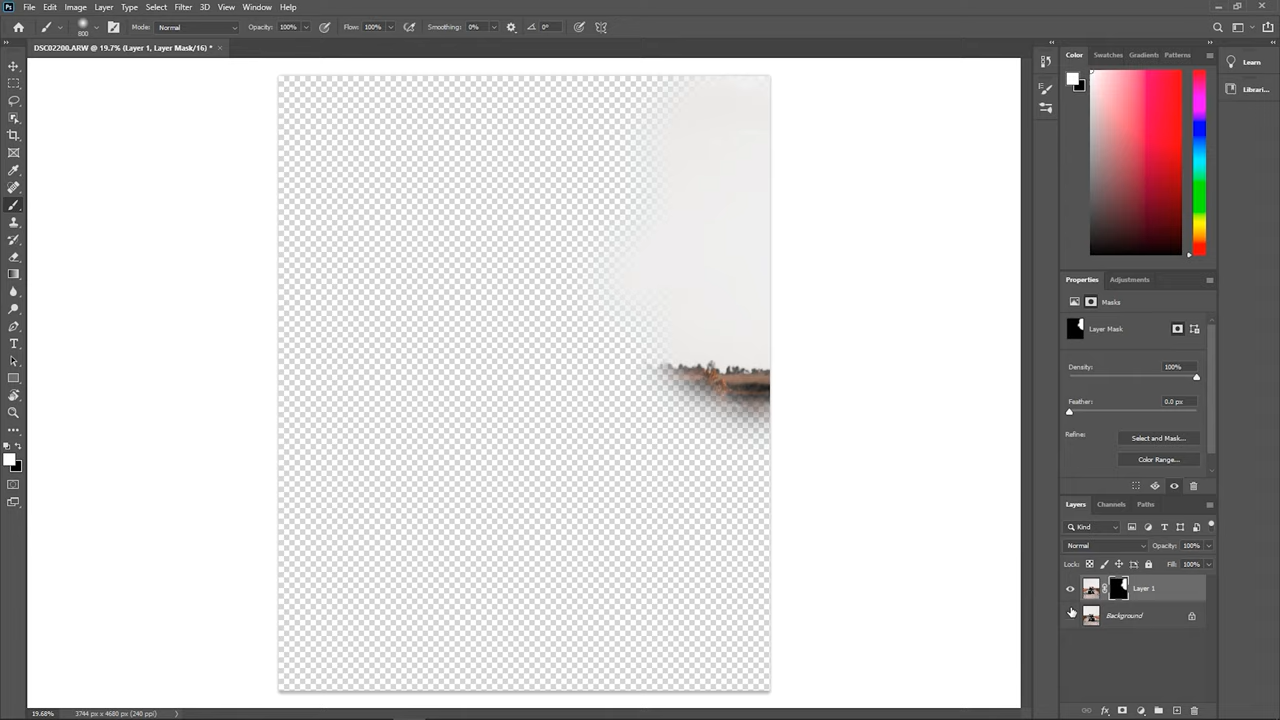 Ps File Edit Image Layer Type Select Filter 3D View Window Help
800 Mode: Normal Opacity: 100% Flow: 100% Smoothing: 0% 0°
DSC02200.ARW @ 19.7% (Layer 1, Layer Mask/16) * ×
Color Swatches Gradients Patterns
Learn
Librari...
Properties Adjustments
Masks
Layer Mask
Density: 100%
Feather: 0.0 px
Refine: Select and Mask...
Color Range...
Layers Channels Paths
Kind
Normal Opacity: 100%
Lock: Fill: 100%
Layer 1
Background
19.68% 3744 px x 4680 px (240 ppi)